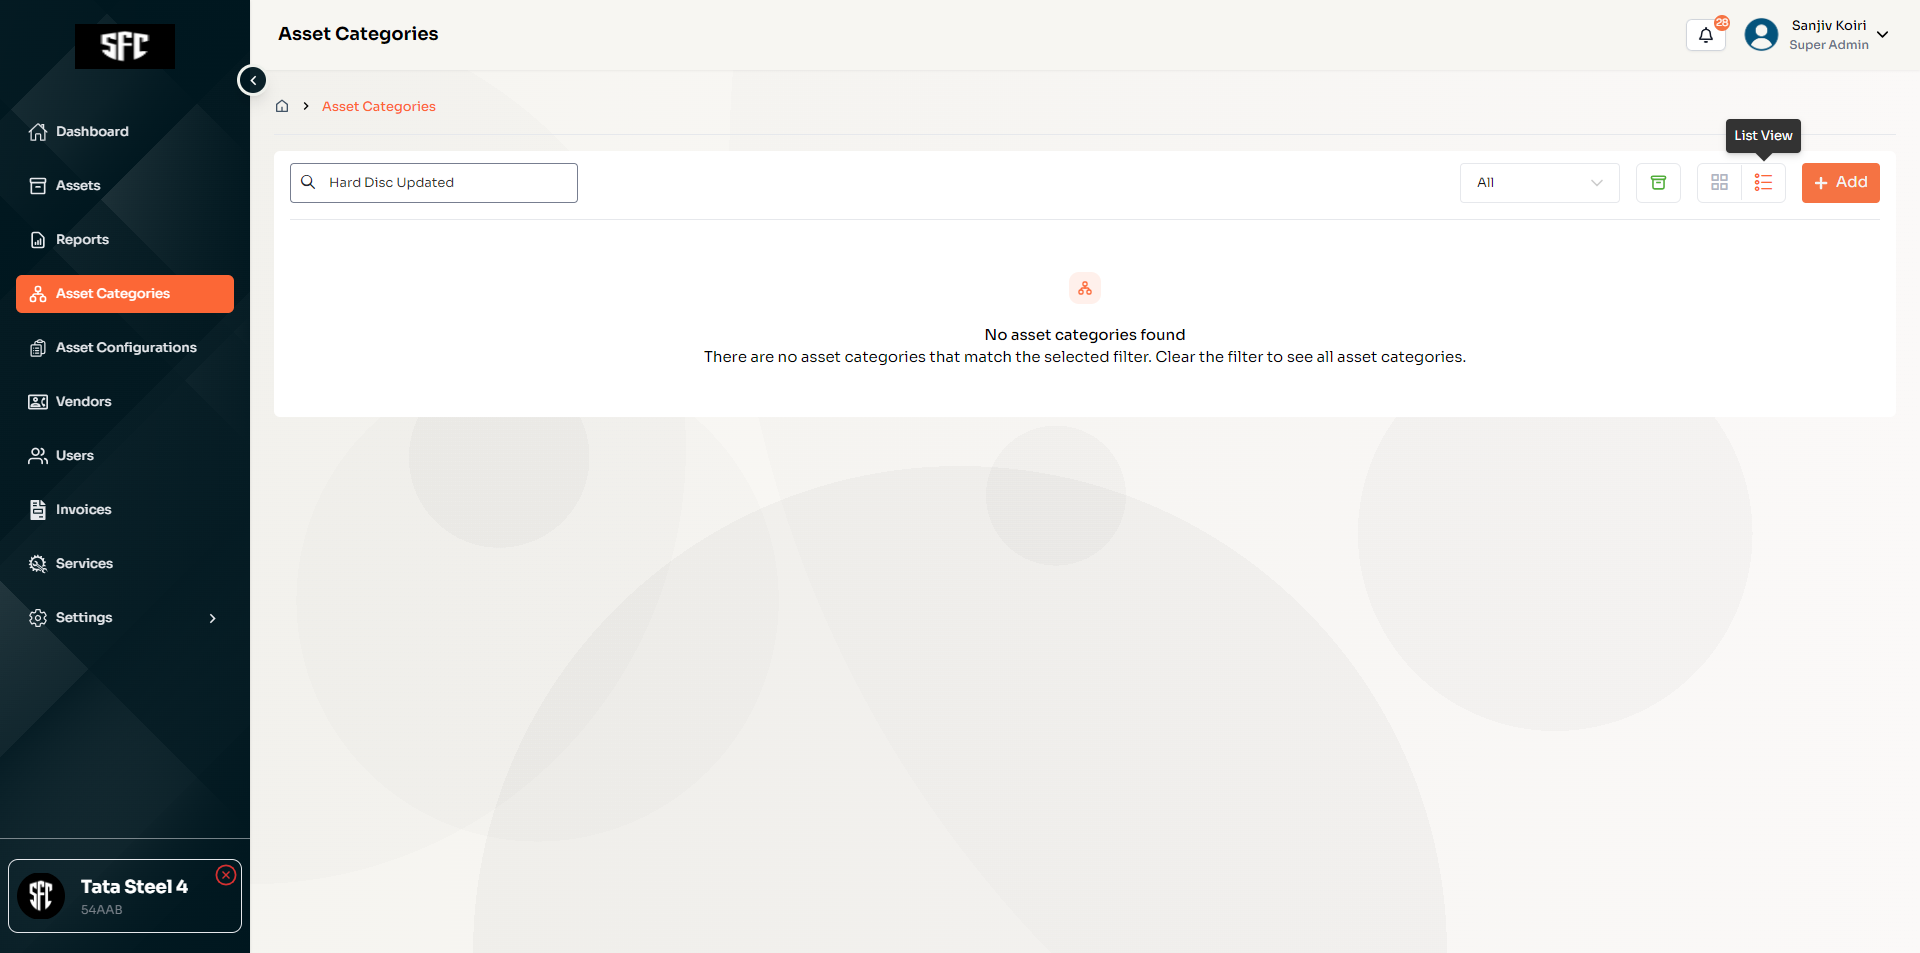 SFC
Dashboard
Assets
Reports
Asset Categories
Asset Configurations
Vendors
Users
Invoices
Services
Settings
SFC
Tata Steel 4
54AAB
Asset Categories
28
Sanjiv Koiri
Super Admin
Asset Categories
List View
Hard Disc Updated
All
Add
No asset categories found
There are no asset categories that match the selected filter. Clear the filter to see all asset categories.